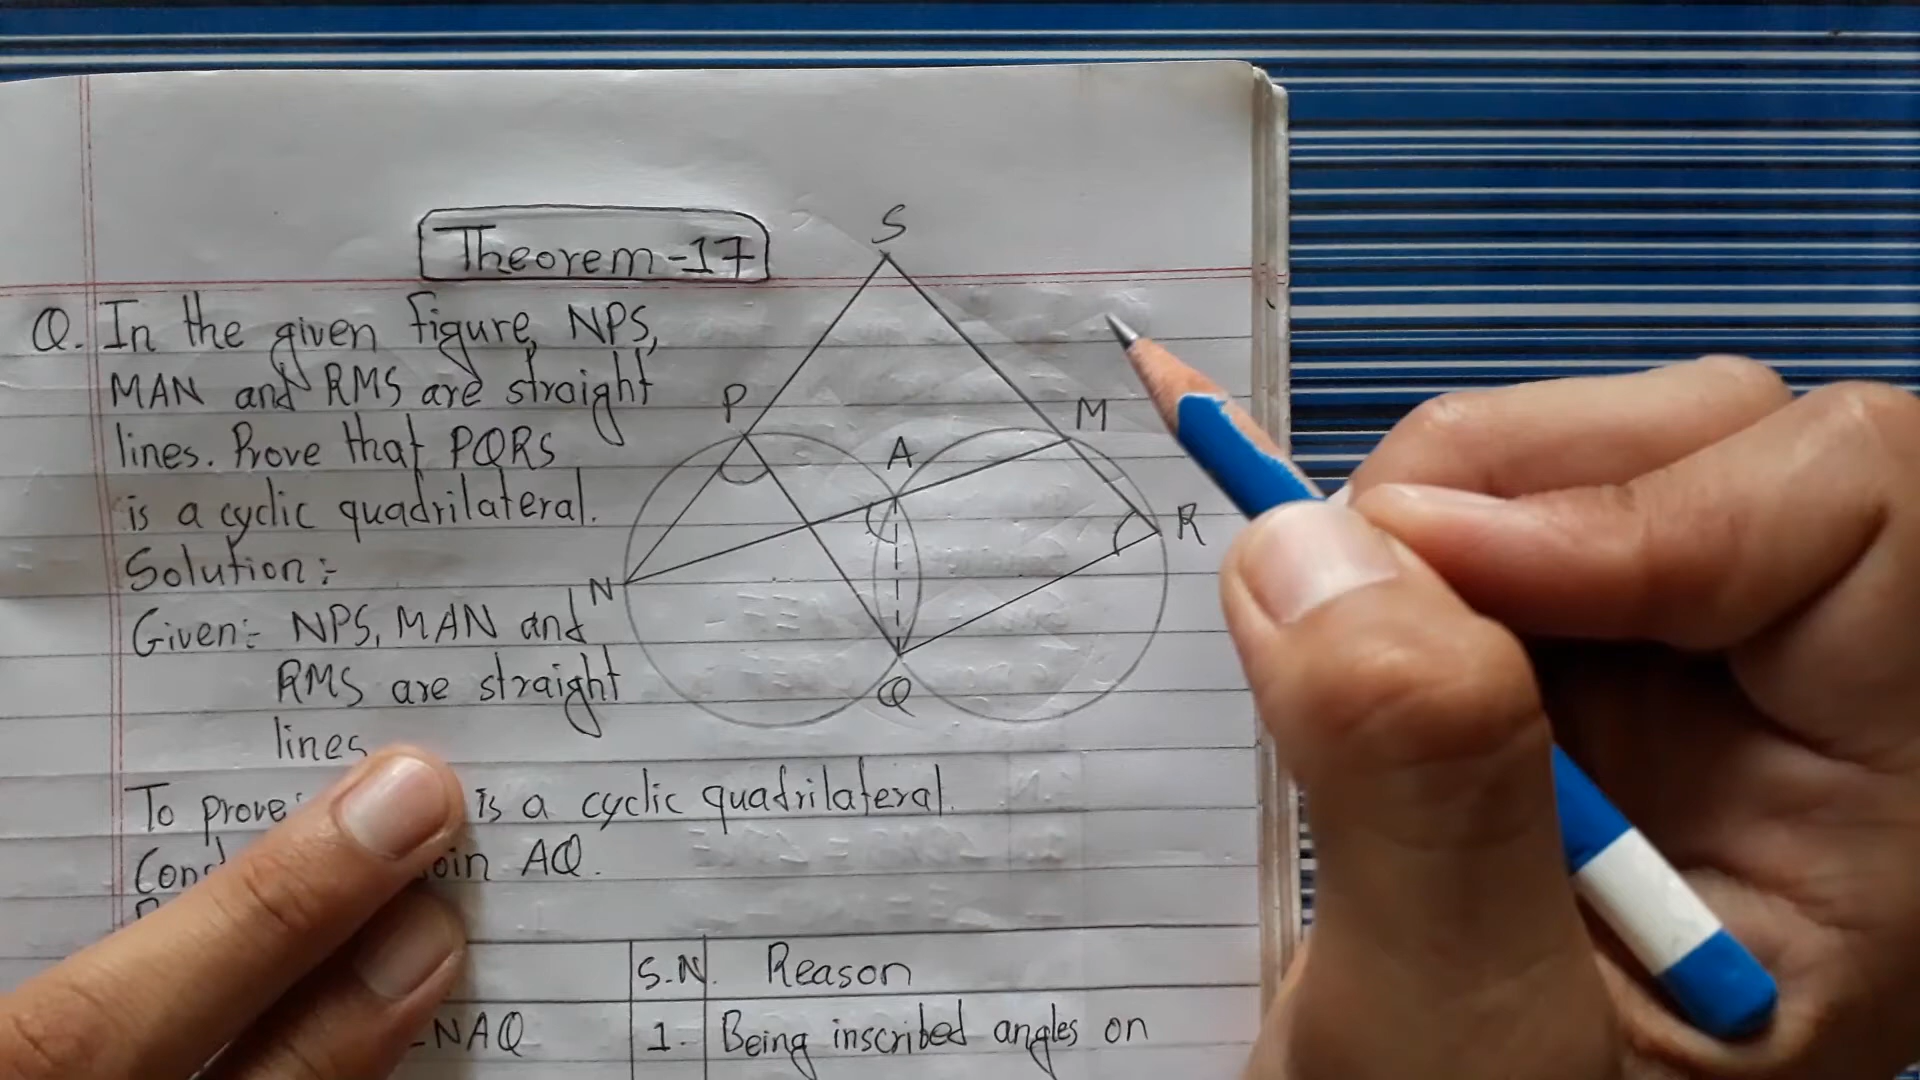 Theorem-17
Q. In the given figure, NPS,
MAN and RMS are straight
lines. Prove that PQRS
is a cyclic quadrilateral.
Solution:-
Given:- NPS, MAN and
RMS are straight
lines
S
P
M
A
R
N
Q
To prove: is a cyclic quadrilateral.
AQ.
S.N. Reason
NAQ 1. Being inscribed angles on